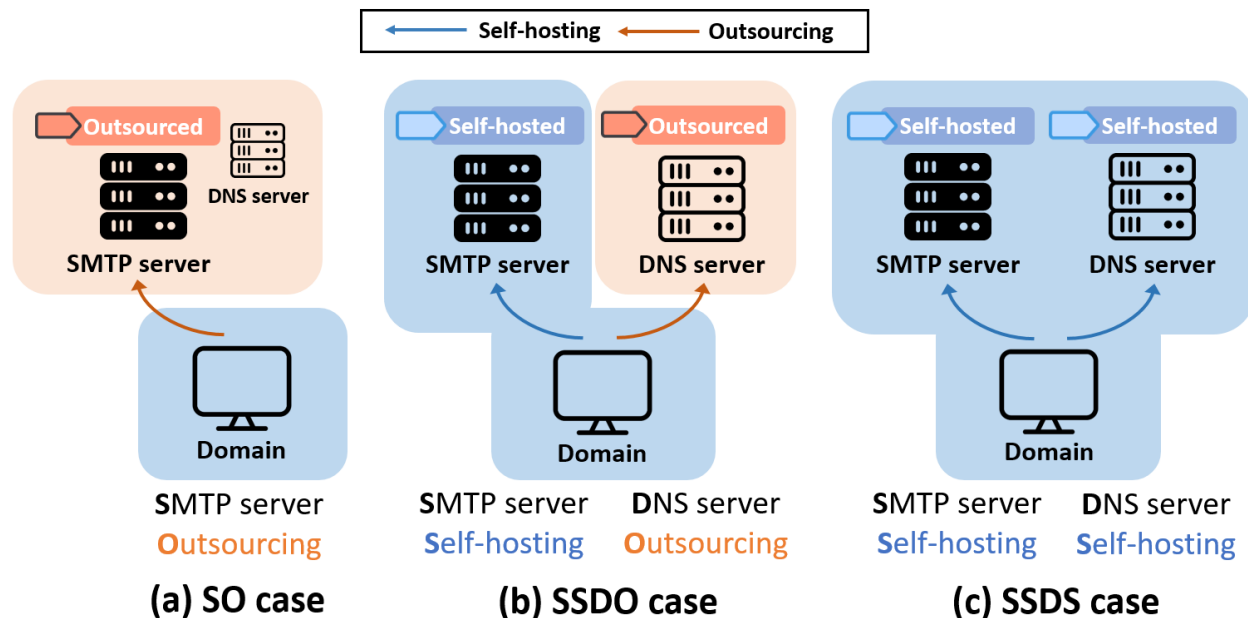 Self-hosting Outsourcing
Outsourced
DNS server
SMTP server
Domain
SMTP server
Outsourcing
(a) SO case
Self-hosted Outsourced
SMTP server DNS server
Domain
SMTP server DNS server
Self-hosting Outsourcing
(b) SSDO case
Self-hosted Self-hosted
SMTP server DNS server
Domain
SMTP server DNS server
Self-hosting Self-hosting
(c) SSDS case